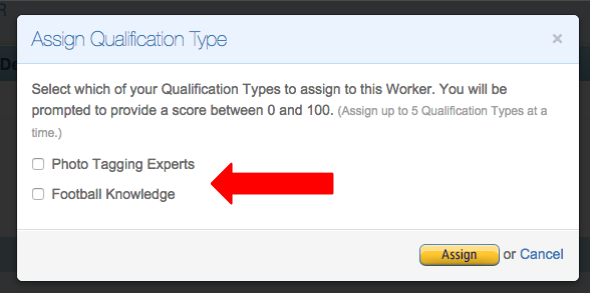 R
De
Assign Qualification Type ×
Select which of your Qualification Types to assign to this Worker. You will be
prompted to provide a score between 0 and 100. (Assign up to 5 Qualification Types at a
time.)
Photo Tagging Experts
Football Knowledge
Assign or Cancel